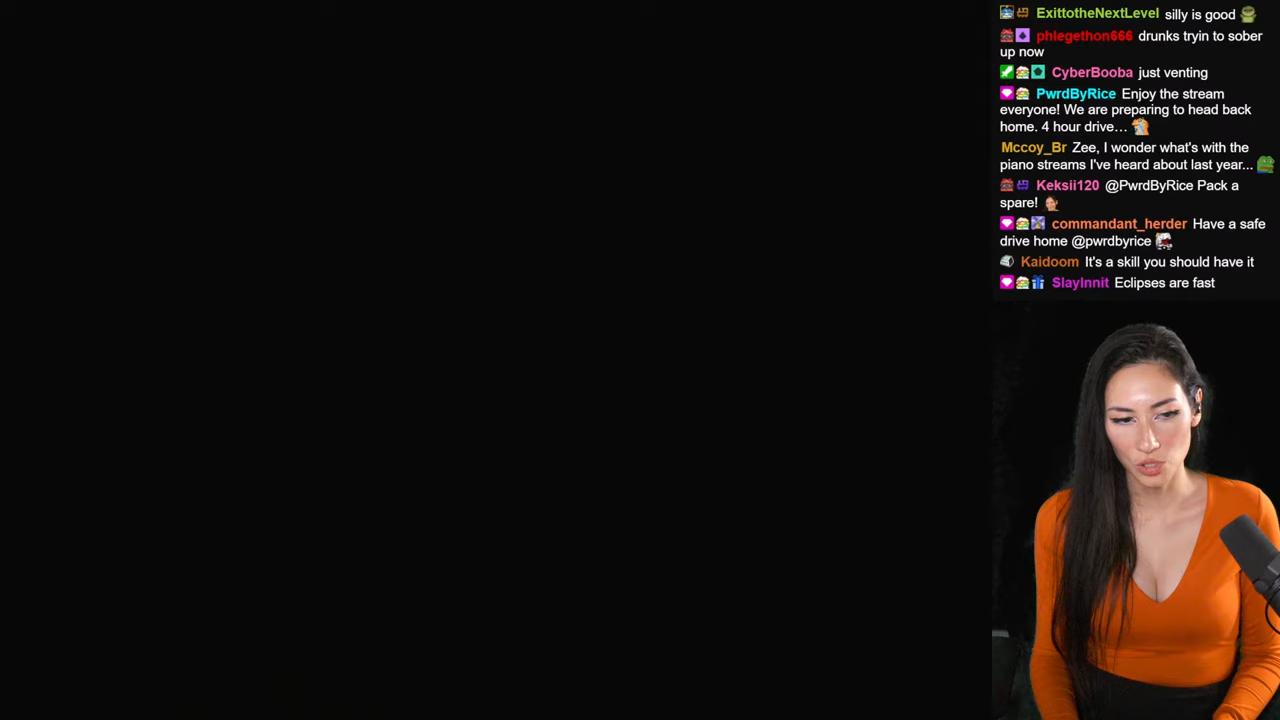 ExittotheNextLevel silly is good
phlegethon666 drunks tryin to sober
up now
CyberBooba just venting
PwrdByRice Enjoy the stream
everyone! We are preparing to head back
home. 4 hour drive…
Mccoy_Br Zee, I wonder what's with the
piano streams I've heard about last year...
Keksii120 @PwrdByRice Pack a
spare!
commandant_herder Have a safe
drive home @pwrdbyrice
Kaidoom It's a skill you should have it
SlayInnit Eclipses are fast